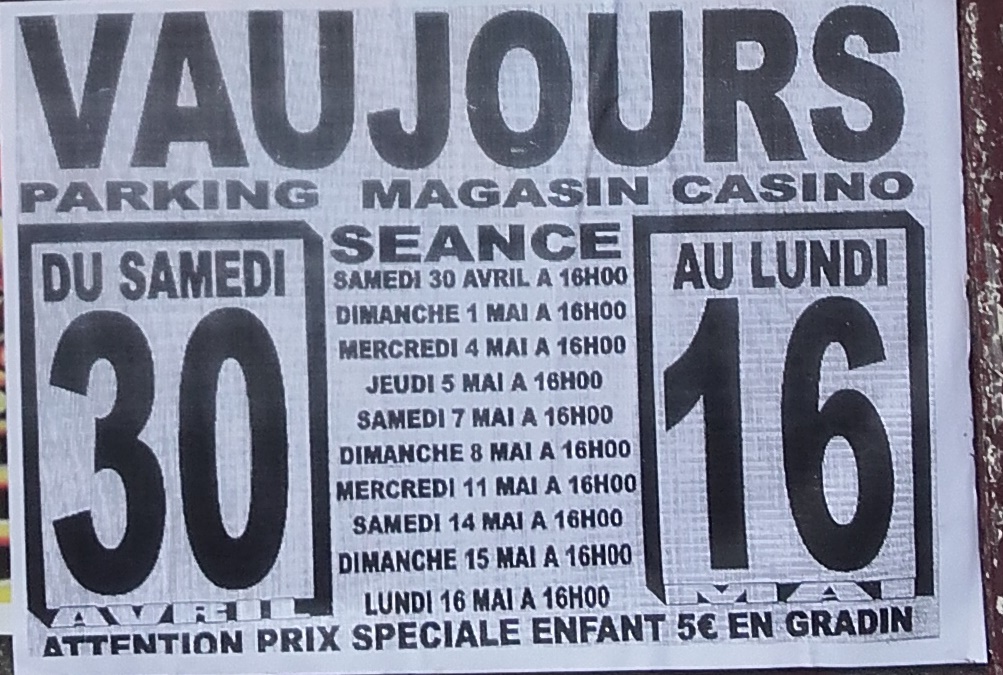 VAUJOURS
PARKING MAGASIN CASINO
DU SAMEDI
30
AVRIL
SEANCE
SAMEDI 30 AVRIL A 16H00
DIMANCHE 1 MAI A 16H00
MERCREDI 4 MAI A 16H00
JEUDI 5 MAI A 16H00
SAMEDI 7 MAI A 16H00
DIMANCHE 8 MAI A 16H00
MERCREDI 11 MAI A 16H00
SAMEDI 14 MAI A 16H00
DIMANCHE 15 MAI A 16H00
LUNDI 16 MAI A 16H00
AU LUNDI
16
MAI
ATTENTION PRIX SPECIALE ENFANT 5€ EN GRADIN